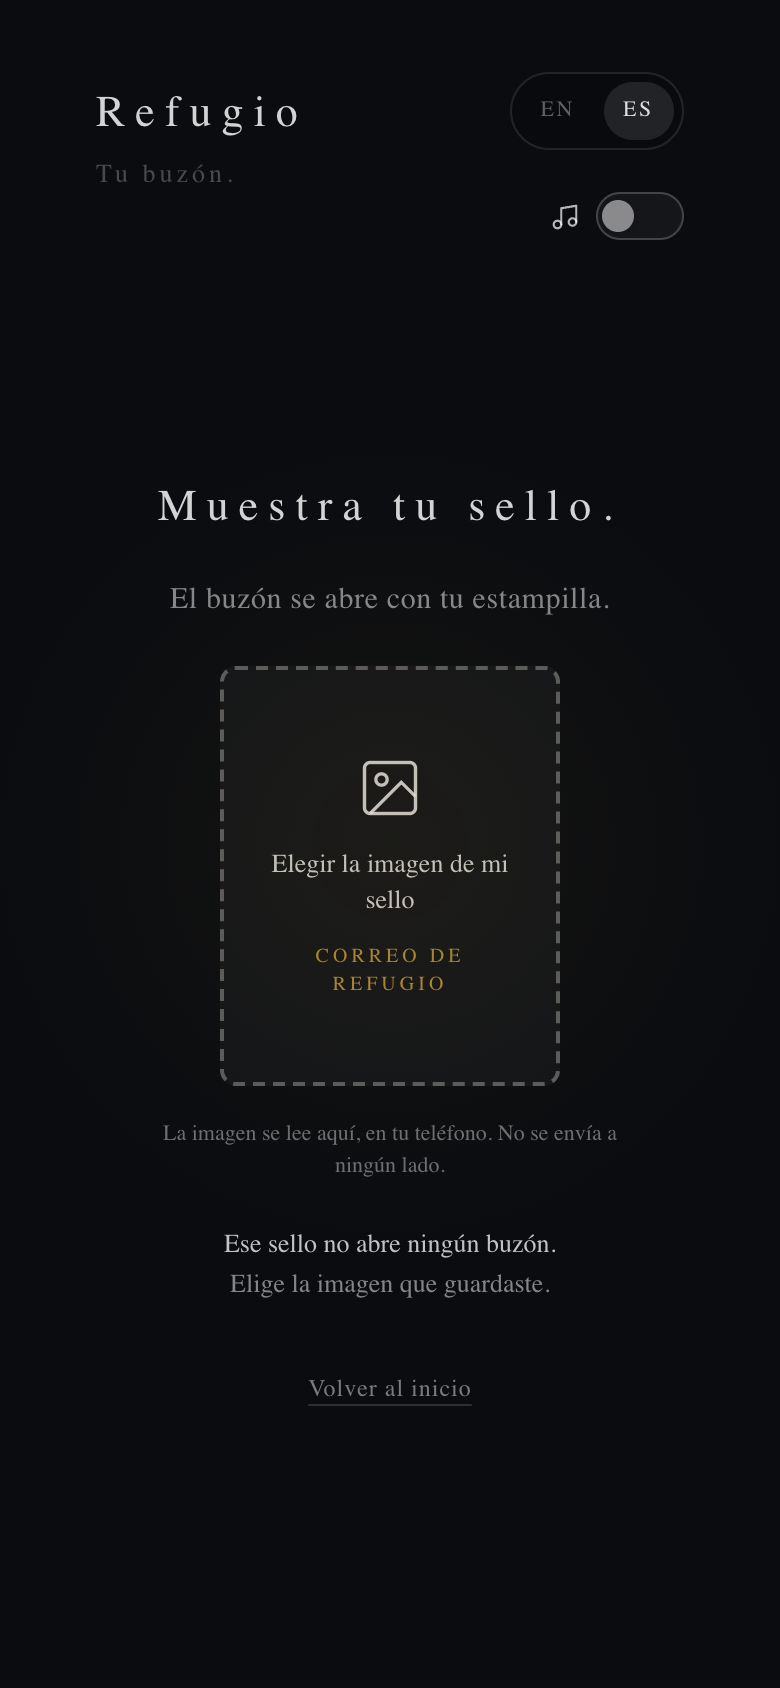 Refugio
EN ES
Tu buzón.
Muestra tu sello.
El buzón se abre con tu estampilla.
Elegir la imagen de mi
sello
CORREO DE
REFUGIO
La imagen se lee aquí, en tu teléfono. No se envía a
ningún lado.
Ese sello no abre ningún buzón.
Elige la imagen que guardaste.
Volver al inicio